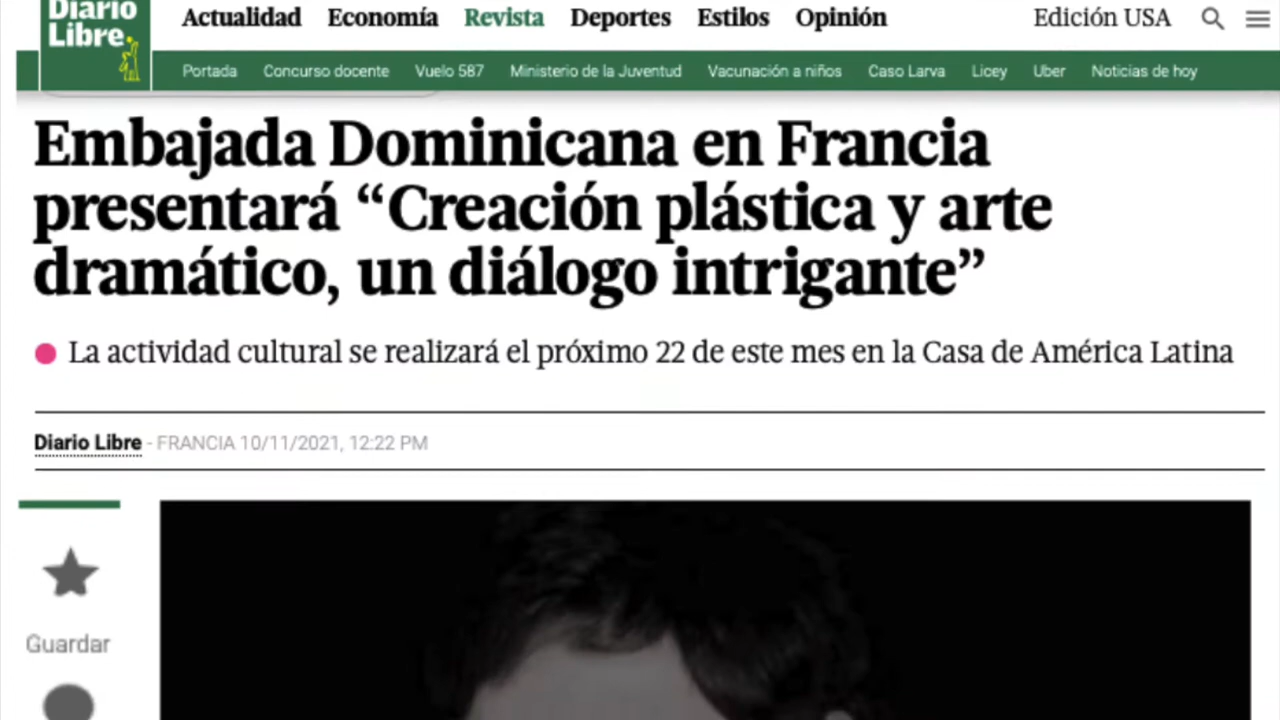 Diario
Libre
Actualidad Economía Revista Deportes Estilos Opinión Edición USA
Portada Concurso docente Vuelo 587 Ministerio de la Juventud Vacunación a niños Caso Larva Licey Uber Noticias de hoy
Embajada Dominicana en Francia
presentará “Creación plástica y arte
dramático, un diálogo intrigante”
La actividad cultural se realizará el próximo 22 de este mes en la Casa de América Latina
Diario Libre - FRANCIA 10/11/2021, 12:22 PM
Guardar